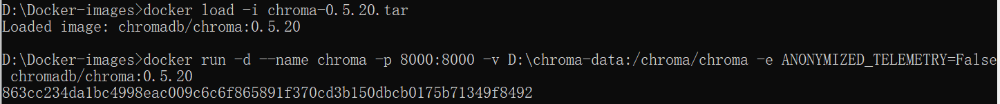 D:\Docker-images>docker load -i chroma-0.5.20.tar
Loaded image: chromadb/chroma:0.5.20
D:\Docker-images>docker run -d --name chroma -p 8000:8000 -v D:\chroma-data:/chroma/chroma -e ANONYMIZED_TELEMETRY=False
chromadb/chroma:0.5.20
863cc234da1bc4998eac009c6c6f865891f370cd3b150dbcb0175b71349f8492